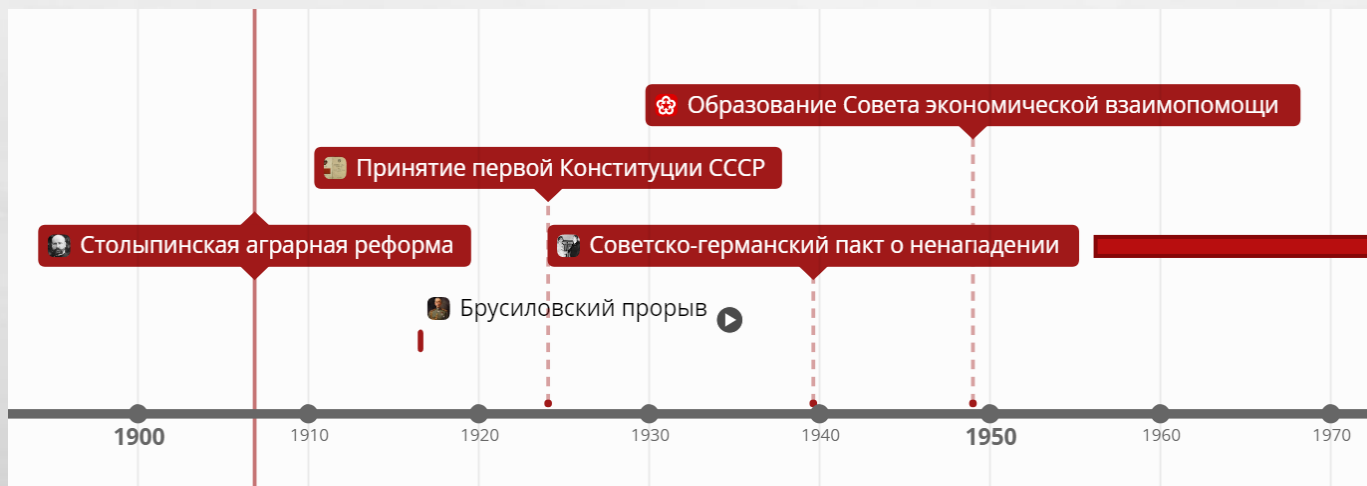 Образование Совета экономической взаимопомощи
Принятие первой Конституции СССР
Столыпинская аграрная реформа
Советско-германский пакт о ненападении
Брусиловский прорыв
1900 1910 1920 1930 1940 1950 1960 1970